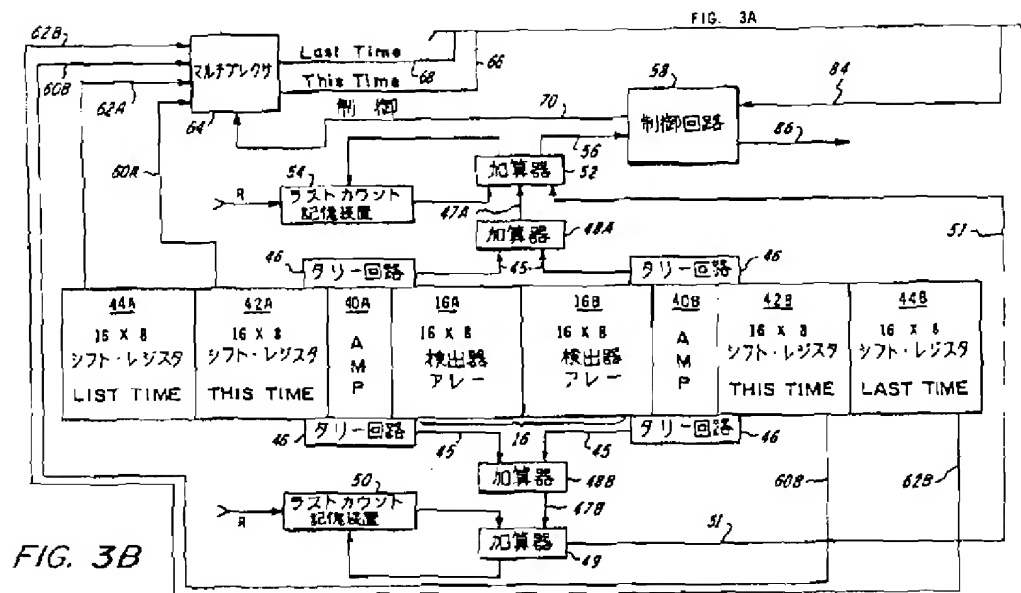 FIG. 3A
62B
60B
62A
マルチプレクサ
64
Last Time
68
66
This Time
制御
70
58
制御回路
84
86
60A
54
ラストカウント
記憶装置
R
56
加算器
52
47A
加算器
48A
51
46
タリー回路
45
タリー回路
46
44A
16 X 8
シフト・レジスタ
LIST TIME
42A
16 X 8
シフト・レジスタ
THIS TIME
40A
A
M
P
16A
16 X 8
検出器
アレー
16B
16 X 8
検出器
アレー
40B
A
M
P
42B
16 X 8
シフト・レジスタ
THIS TIME
44B
16 X 8
シフト・レジスタ
LAST TIME
46
タリー回路
45
16
45
タリー回路
46
加算器
48B
60B
62B
50
ラストカウント
記憶装置
R
47B
加算器
49
51
FIG. 3B